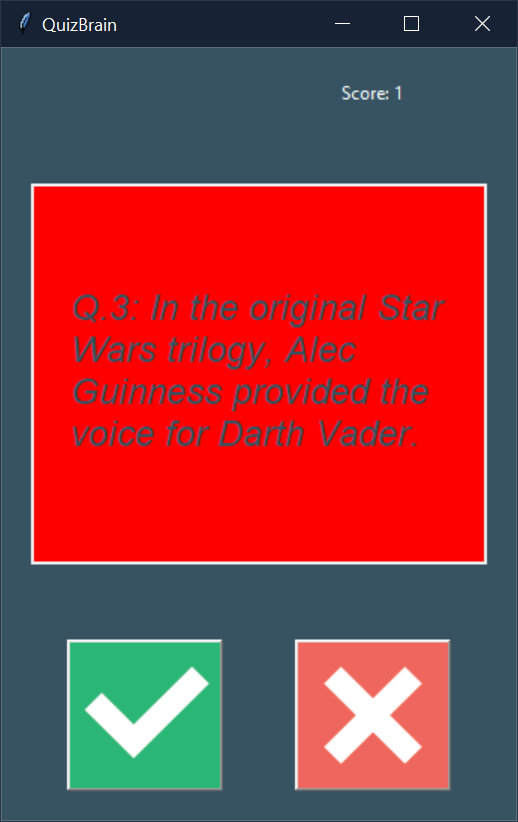 QuizBrain
Score: 1
Q.3: In the original Star
Wars trilogy, Alec
Guinness provided the
voice for Darth Vader.